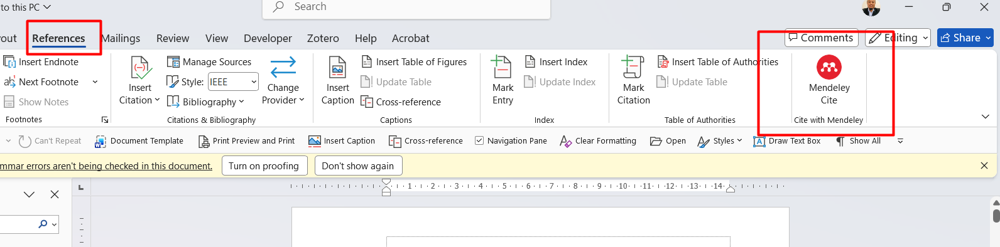 to this PC
Search
out References Mailings Review View Developer Zotero Help Acrobat Comments Editing Share
Insert Endnote
Next Footnote
Show Notes
Footnotes
Insert
Citation
Manage Sources
Style: IEEE
Bibliography
Change
Provider
Citations & Bibliography
Insert
Caption
Insert Table of Figures
Update Table
Cross-reference
Captions
Mark
Entry
Insert Index
Update Index
Index
Mark
Citation
Insert Table of Authorities
Update Table
Table of Authorities
Mendeley
Cite
Cite with Mendeley
Can't Repeat Document Template Print Preview and Print Insert Caption Cross-reference Navigation Pane Clear Formatting Open Styles Draw Text Box Show All
mmar errors aren't being checked in this document. Turn on proofing Don't show again
1 2 3 4 5 6 7 8 9 10 11 12 13 14